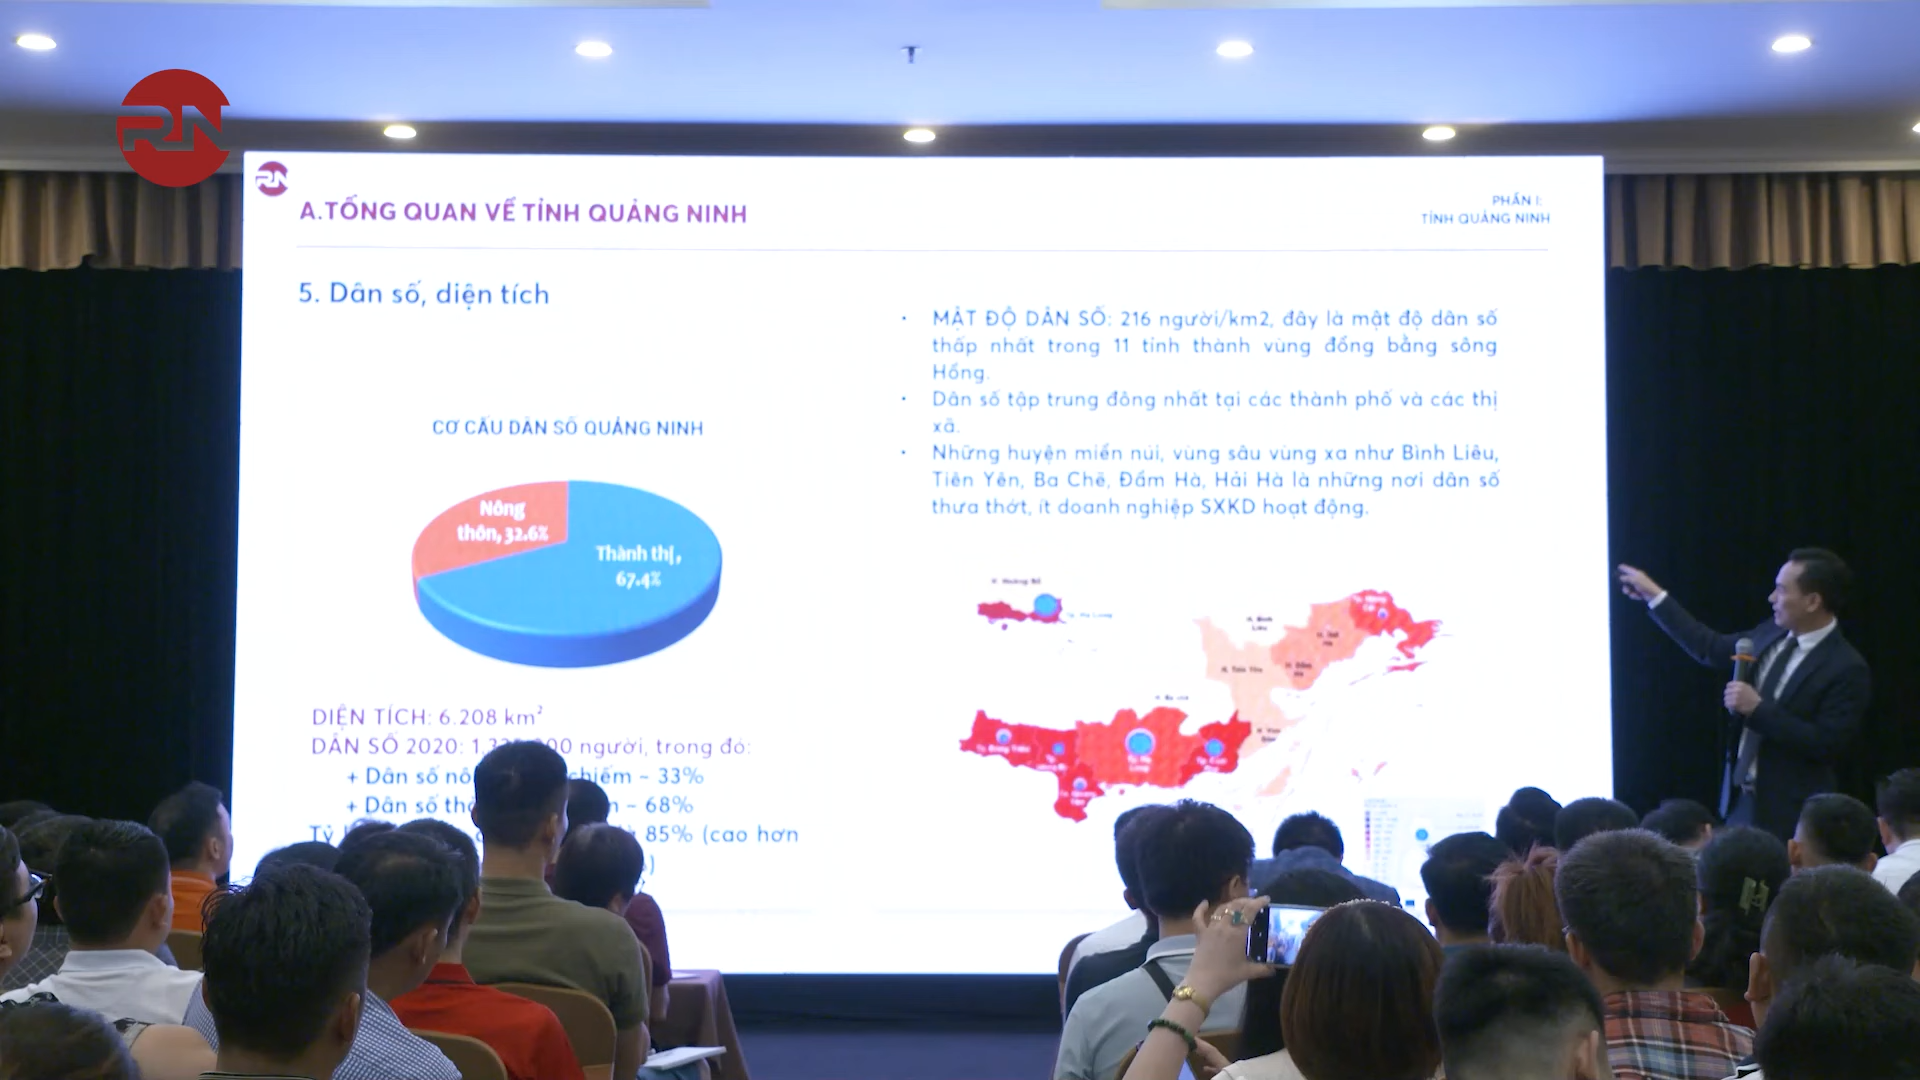 RN
RN
A.TỔNG QUAN VỀ TỈNH QUẢNG NINH
PHẦN I:
TỈNH QUẢNG NINH
5. Dân số, diện tích
CƠ CẤU DÂN SỐ QUẢNG NINH
Nông
thôn, 32.6%
Thành thị,
67.4%
DIỆN TÍCH: 6.208 km²
DÂN SỐ 2020: người, trong đó:
+ Dân số chiếm ~ 33%
+ Dân số ~ 68%
85% (cao hơn
• MẬT ĐỘ DÂN SỐ: 216 người/km2, đây là mật độ dân số
thấp nhất trong 11 tỉnh thành vùng đồng bằng sông
Hồng.
• Dân số tập trung đông nhất tại các thành phố và các thị
xã.
• Những huyện miền núi, vùng sâu vùng xa như Bình Liêu,
Tiên Yên, Ba Chẽ, Đầm Hà, Hải Hà là những nơi dân số
thưa thớt, ít doanh nghiệp SXKD hoạt động.